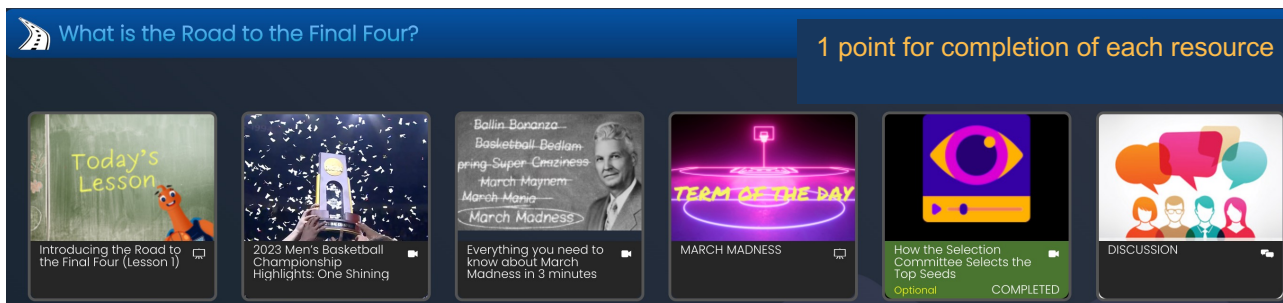 What is the Road to the Final Four?
1 point for completion of each resource
Today's
Lesson
Introducing the Road to
the Final Four (Lesson 1)
2023 Men's Basketball
Championship
Highlights: One Shining
Ballin Bonanza
Basketball Bedlam
pring Super Craziness
March Mayhem
March Mania
March Madness
Everything you need to
know about March
Madness in 3 minutes
TERM OF THE DAY
MARCH MADNESS
How the Selection
Committee Selects the
Top Seeds
Optional COMPLETED
DISCUSSION